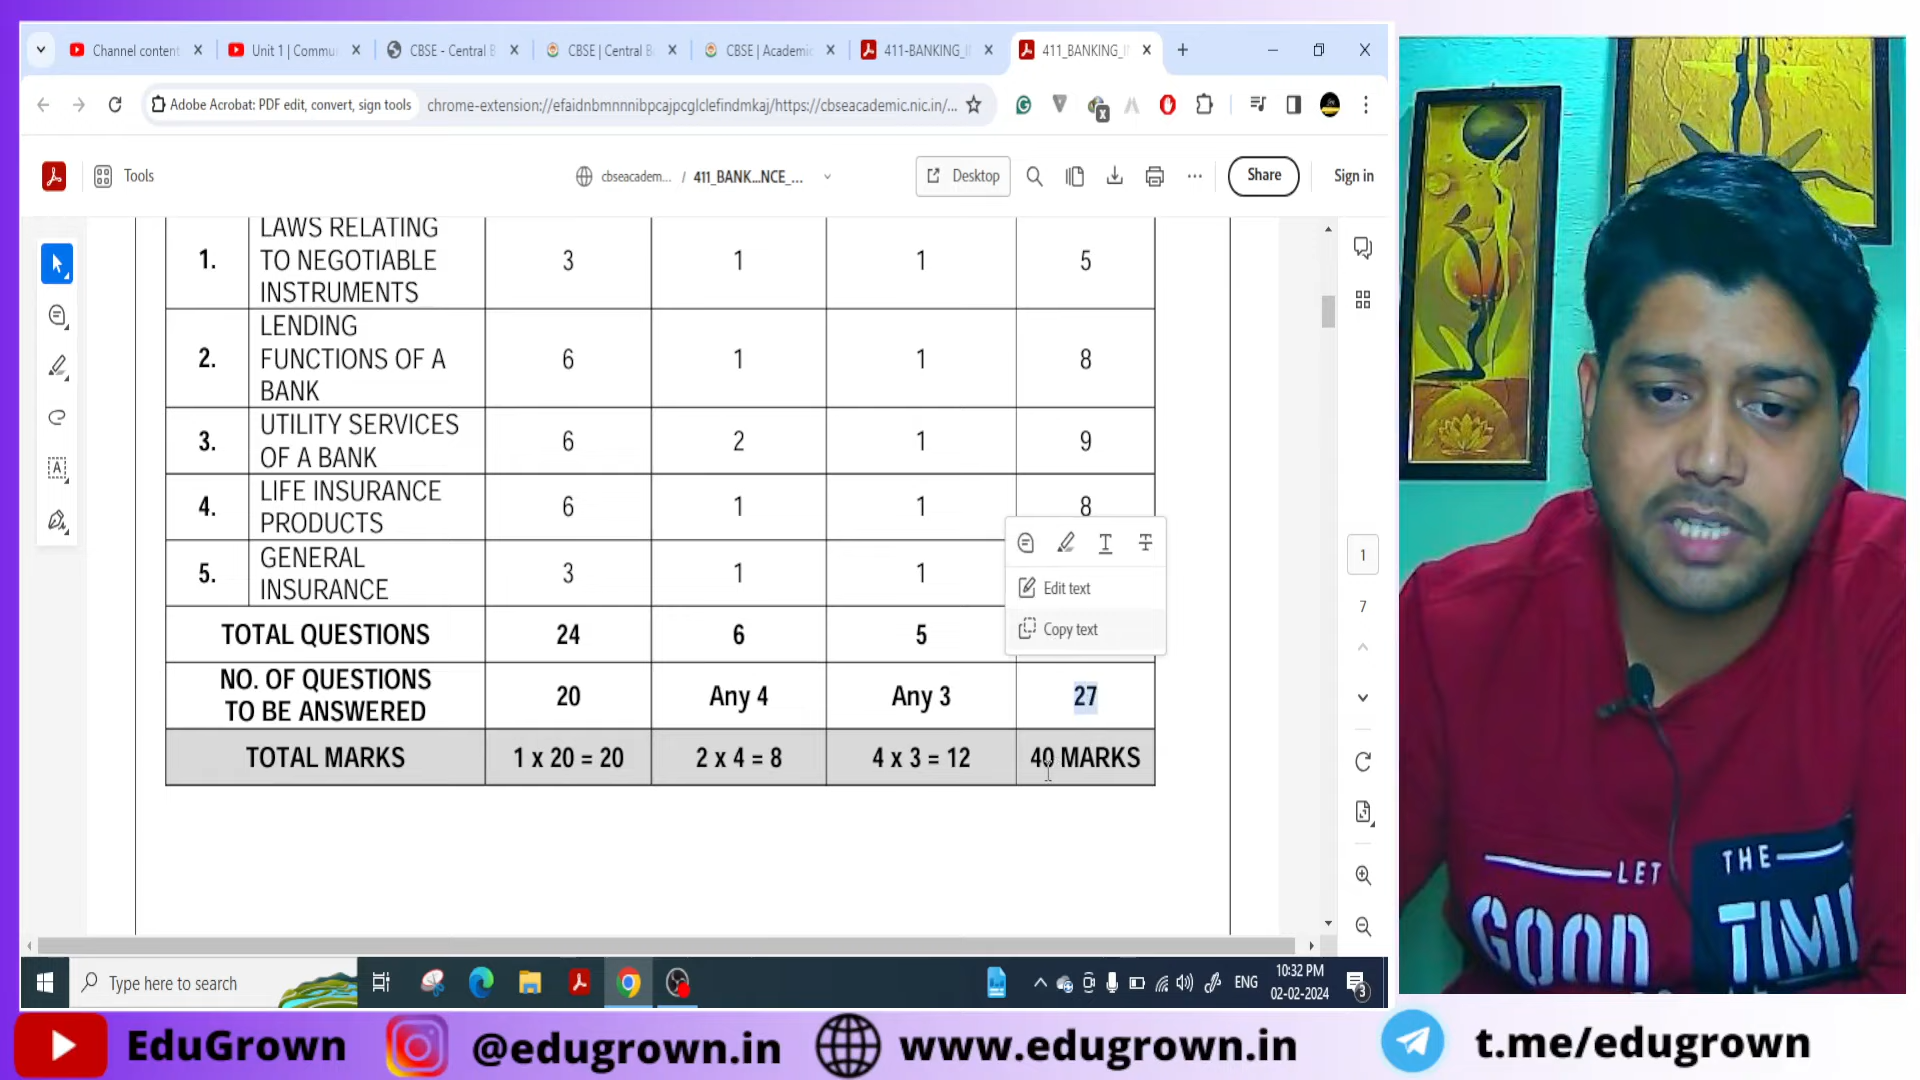 Channel content
Unit 1 | Commu
CBSE - Central B
CBSE | Central B
CBSE | Academic
411-BANKING_I
411_BANKING_I
Adobe Acrobat: PDF edit, convert, sign tools
chrome-extension://efaidnbmnnnibpcajpcglclefindmkaj/https://cbseacademic.nic.in/...
Tools
cbseacadem... / 411_BANK...NCE_...
Desktop
Share
Sign in
1. LAWS RELATING TO NEGOTIABLE INSTRUMENTS 3 1 1 5
2. LENDING FUNCTIONS OF A BANK 6 1 1 8
3. UTILITY SERVICES OF A BANK 6 2 1 9
4. LIFE INSURANCE PRODUCTS 6 1 1 8
5. GENERAL INSURANCE 3 1 1
TOTAL QUESTIONS 24 6 5
NO. OF QUESTIONS TO BE ANSWERED 20 Any 4 Any 3 27
TOTAL MARKS 1 x 20 = 20 2 x 4 = 8 4 x 3 = 12 40 MARKS
Edit text
Copy text
1
7
Type here to search
ENG
10:32 PM
02-02-2024
3
LET
THE
GOOD
TIM
EduGrown
@edugrown.in
www.edugrown.in
t.me/edugrown